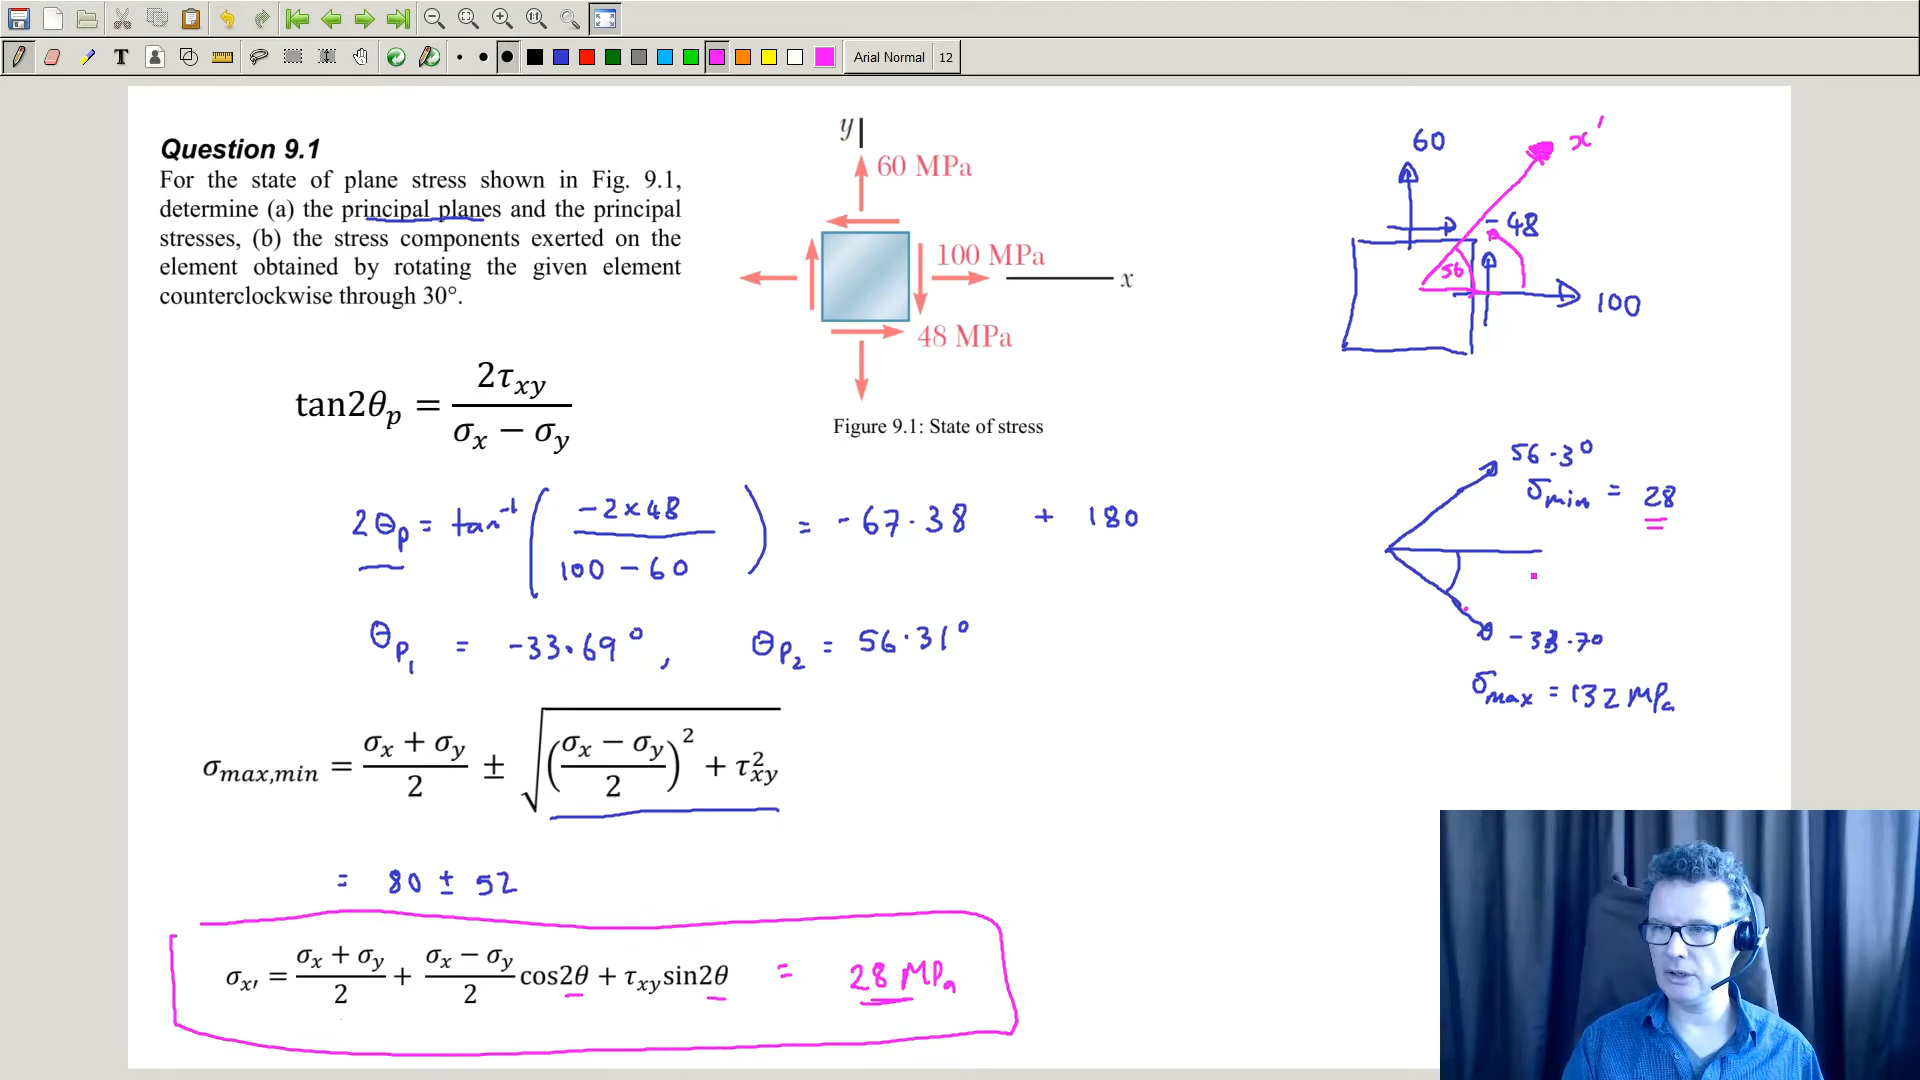 Arial Normal 12
Question 9.1
For the state of plane stress shown in Fig. 9.1,
determine (a) the principal planes and the principal
stresses, (b) the stress components exerted on the
element obtained by rotating the given element
counterclockwise through 30°.
y
60 MPa
100 MPa
x
48 MPa
Figure 9.1: State of stress
60
x'
-48
56
100
tan2θp = 2τxy / (σx − σy)
2θp = tan⁻¹ ( -2 × 48 / 100 - 60 ) = -67.38 + 180
θp1 = -33.69°, θp2 = 56.31°
56.3°
σmin = 28
-33.7°
σmax = 132 MPa
σmax,min = (σx + σy)/2 ± √(((σx − σy)/2)² + τ²xy)
= 80 ± 52
σx′ = (σx + σy)/2 + (σx − σy)/2 cos2θ + τxy sin2θ = 28 MPa